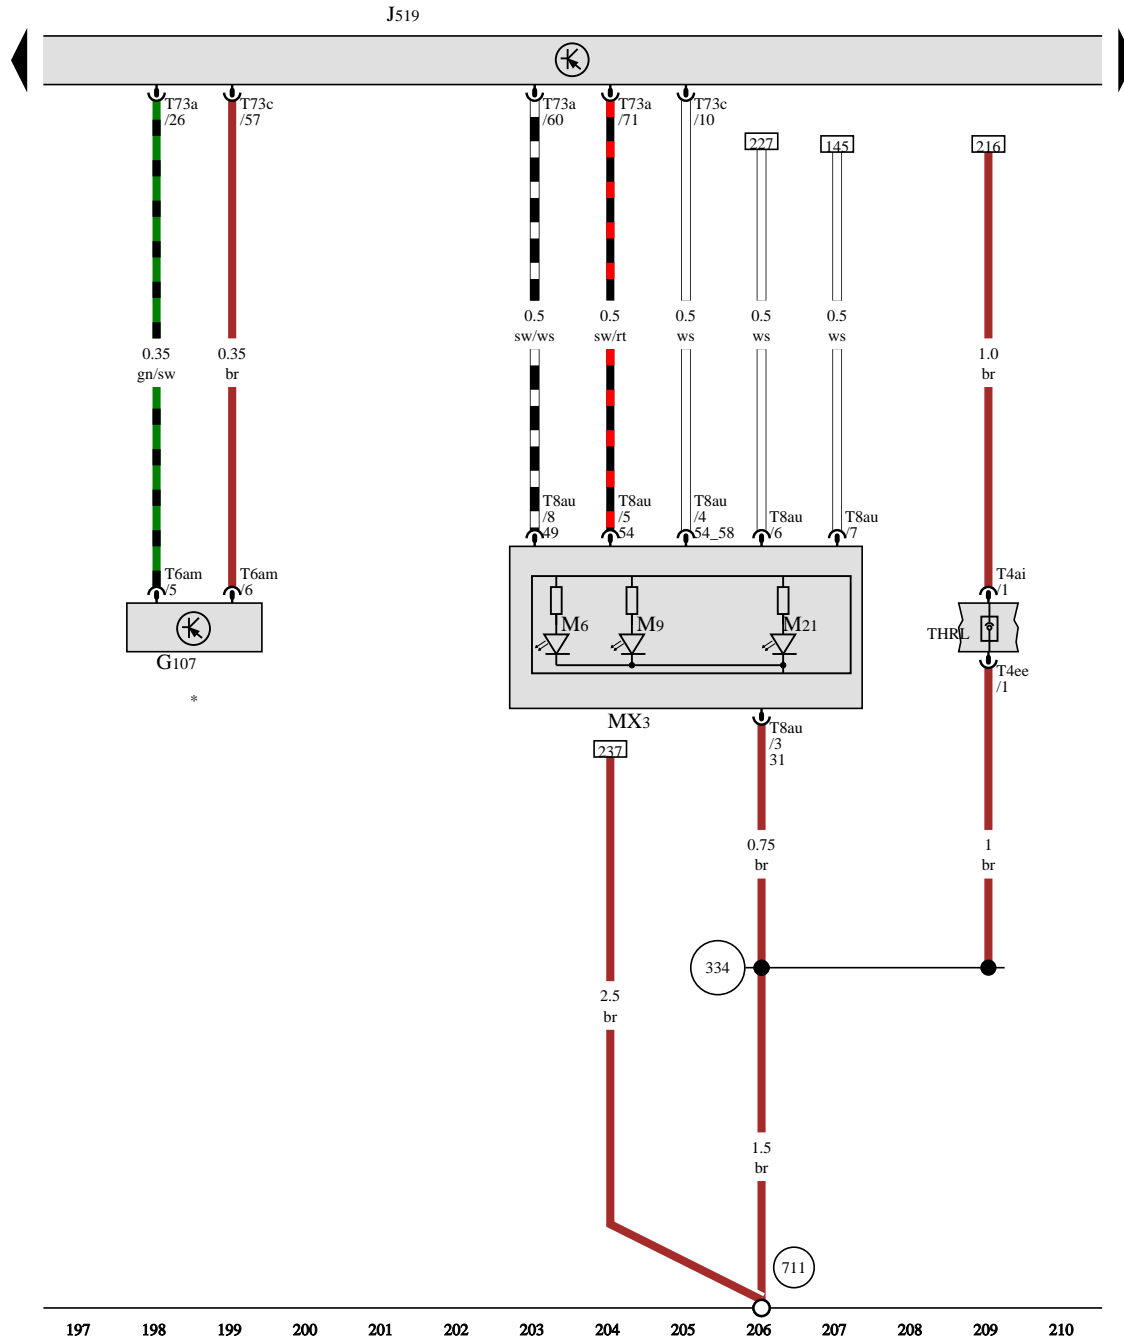 J519
T73a
/26
T73c
/57
T73a
/60
T73a
/71
T73c
/10
227
145
216
0.5
sw/ws
0.5
sw/rt
0.5
ws
0.5
ws
0.5
ws
0.35
gn/sw
0.35
br
1.0
br
T8au
/8
49
T8au
/5
54
T8au
/4
54_58
T8au
/6
T8au
/7
T6am
/5
T6am
/6
T4ai
/1
M6
M9
M21
THRL
G107
*
T4ee
/1
MX3
T8au
/3
31
237
0.75
br
1
br
334
2.5
br
1.5
br
711
197 198 199 200 201 202 203 204 205 206 207 208 209 210